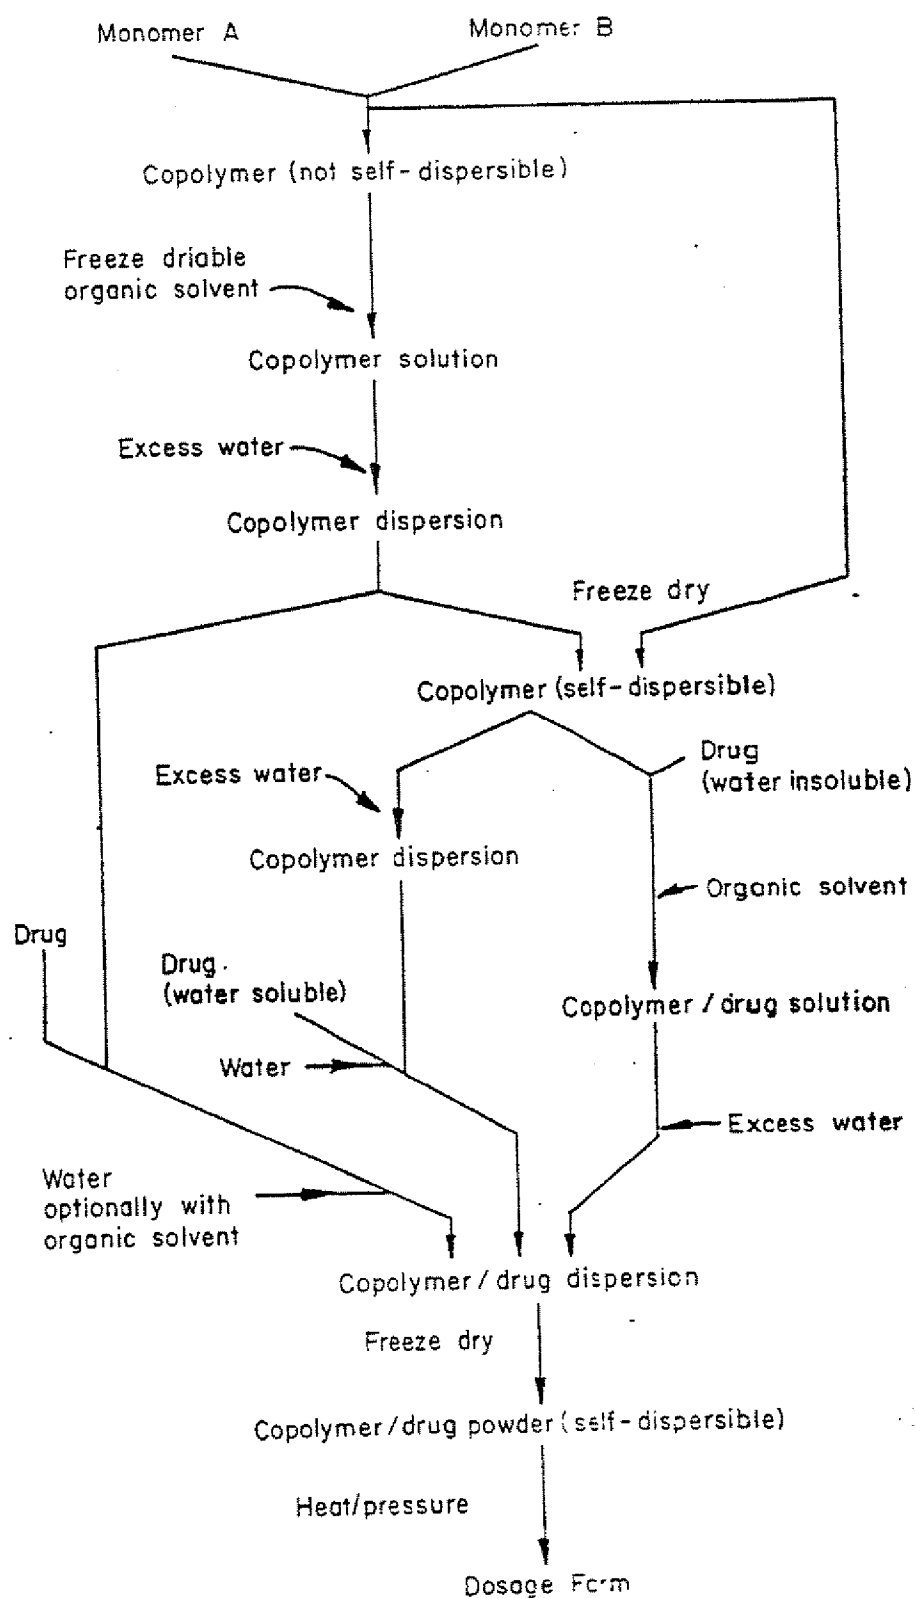 Monomer A
Monomer B
Copolymer (not self-dispersible)
Freeze driable
organic solvent
Copolymer solution
Excess water
Copolymer dispersion
Freeze dry
Copolymer (self-dispersible)
Drug
(water insoluble)
Excess water
Copolymer dispersion
Organic solvent
Drug
Drug
(water soluble)
Copolymer / drug solution
Water
Excess water
Water
optionally with
organic solvent
Copolymer / drug dispersion
Freeze dry
Copolymer/drug powder (self-dispersible)
Heat/pressure
Dosage Form